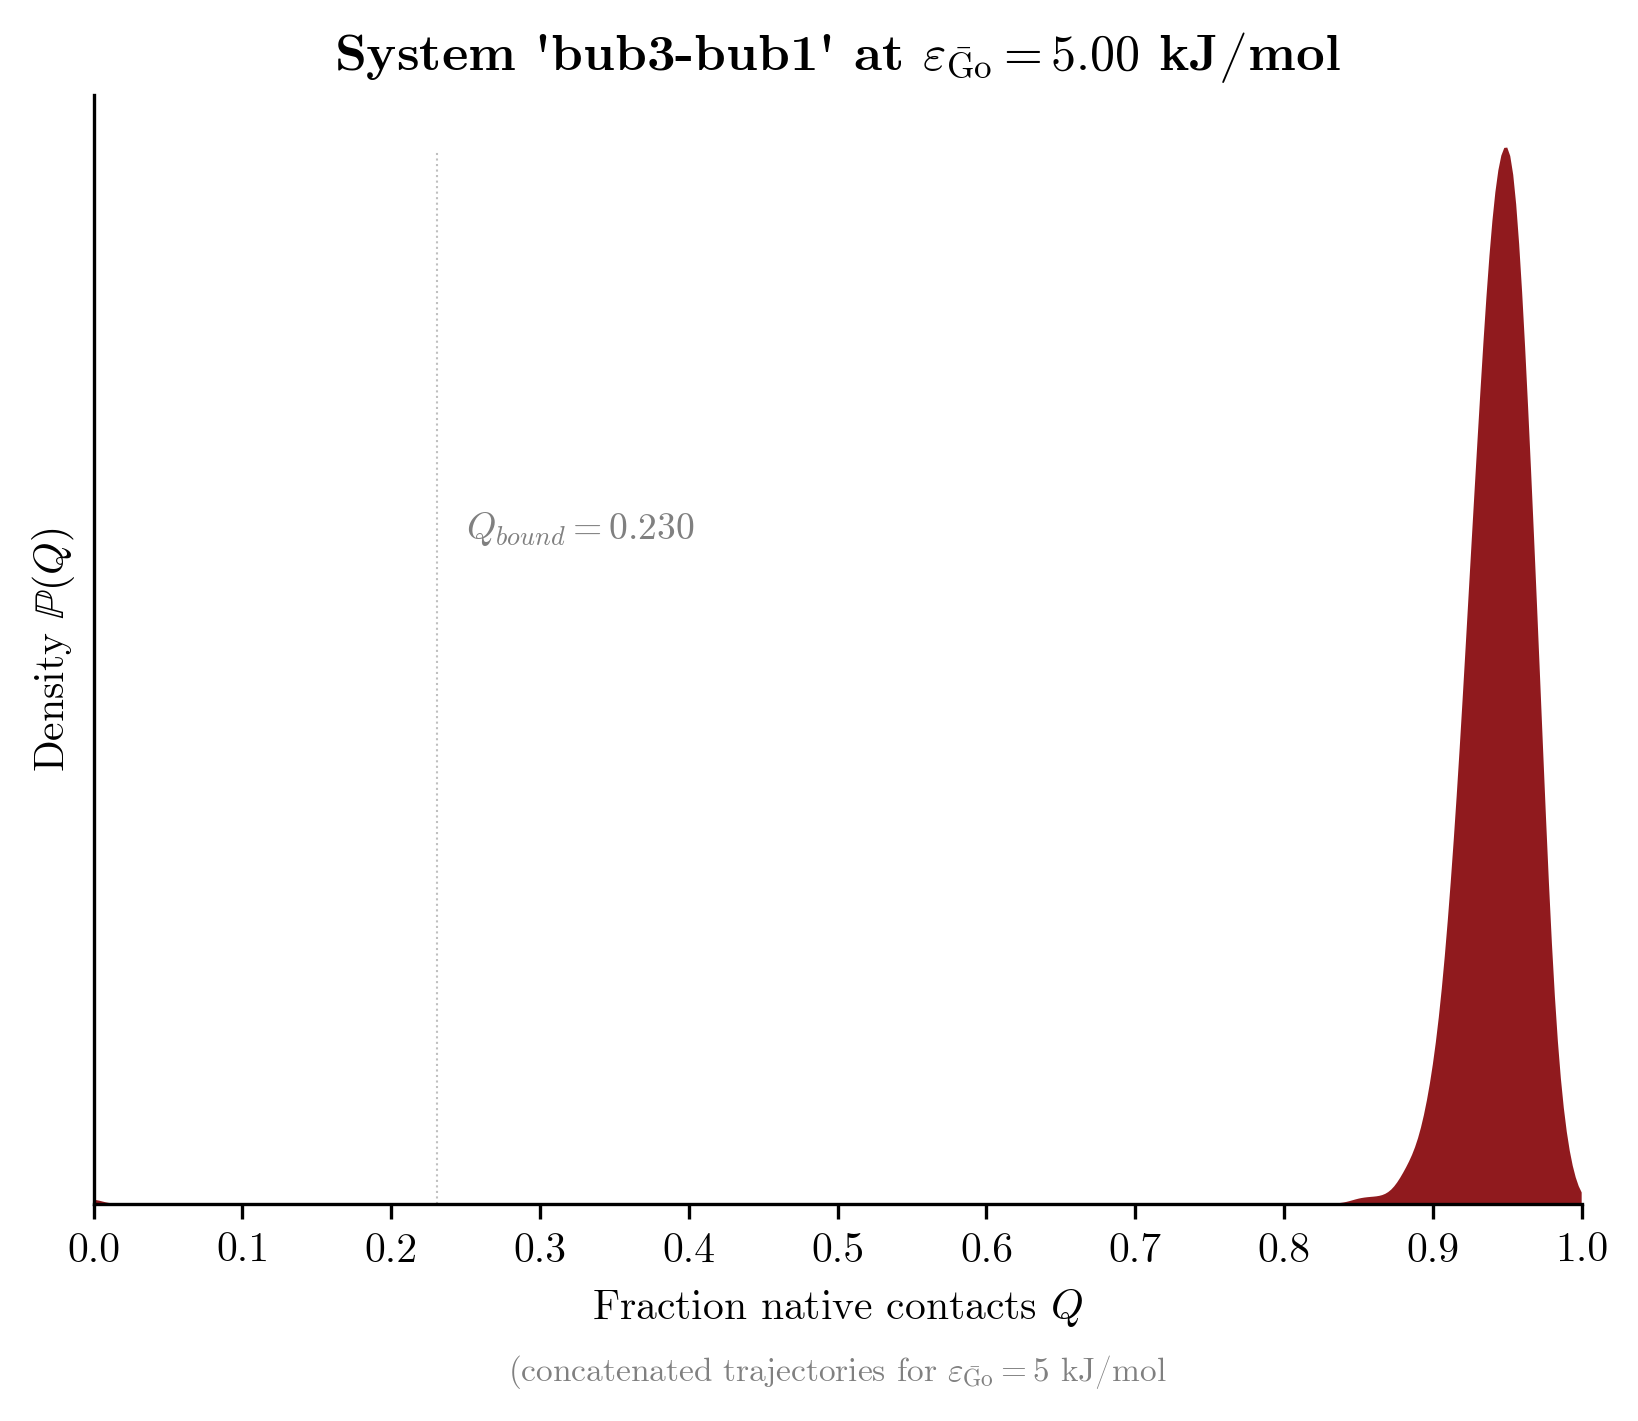 System 'bub3-bub1' at ε_Ḡo = 5.00 kJ/mol
Q_bound = 0.230
Density ℙ(Q)
0.0 0.1 0.2 0.3 0.4 0.5 0.6 0.7 0.8 0.9 1.0
Fraction native contacts Q
(concatenated trajectories for ε_Ḡo = 5 kJ/mol